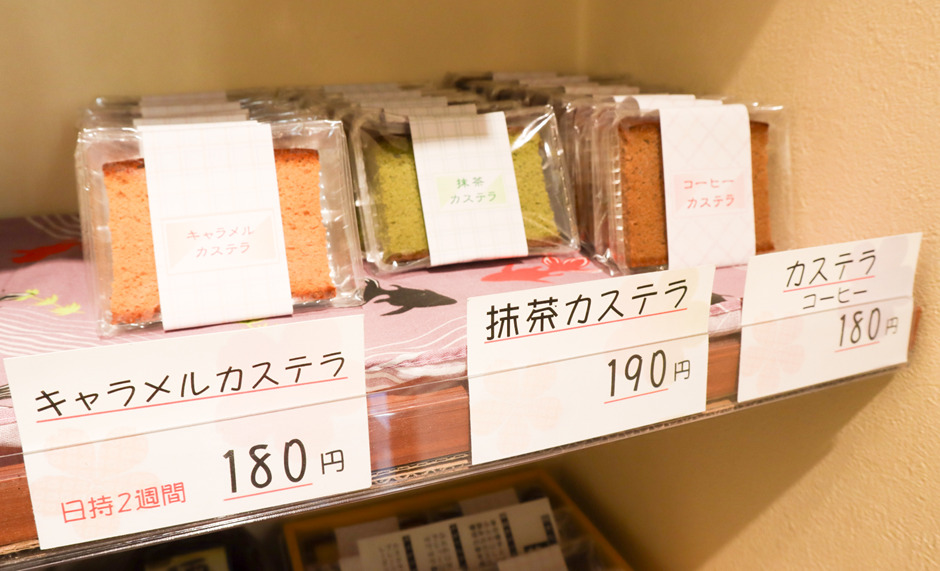 キャラメル
カステラ
抹茶
カステラ
コーヒー
カステラ
キャラメルカステラ
180円
日持2週間
抹茶カステラ
190円
カステラ
コーヒー
180円